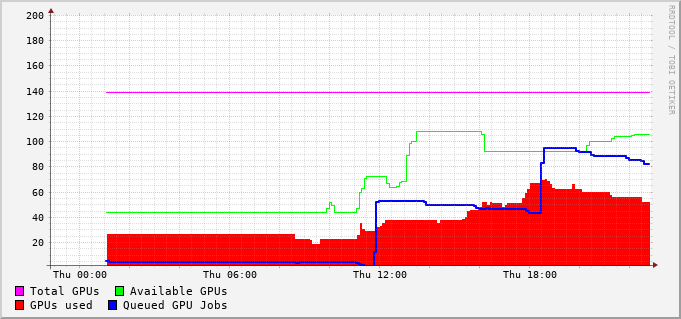 200
180
160
140
120
100
80
60
40
20
Thu 00:00 Thu 06:00 Thu 12:00 Thu 18:00
Total GPUs Available GPUs
GPUs used Queued GPU Jobs
RRDTOOL / TOBI OETIKER